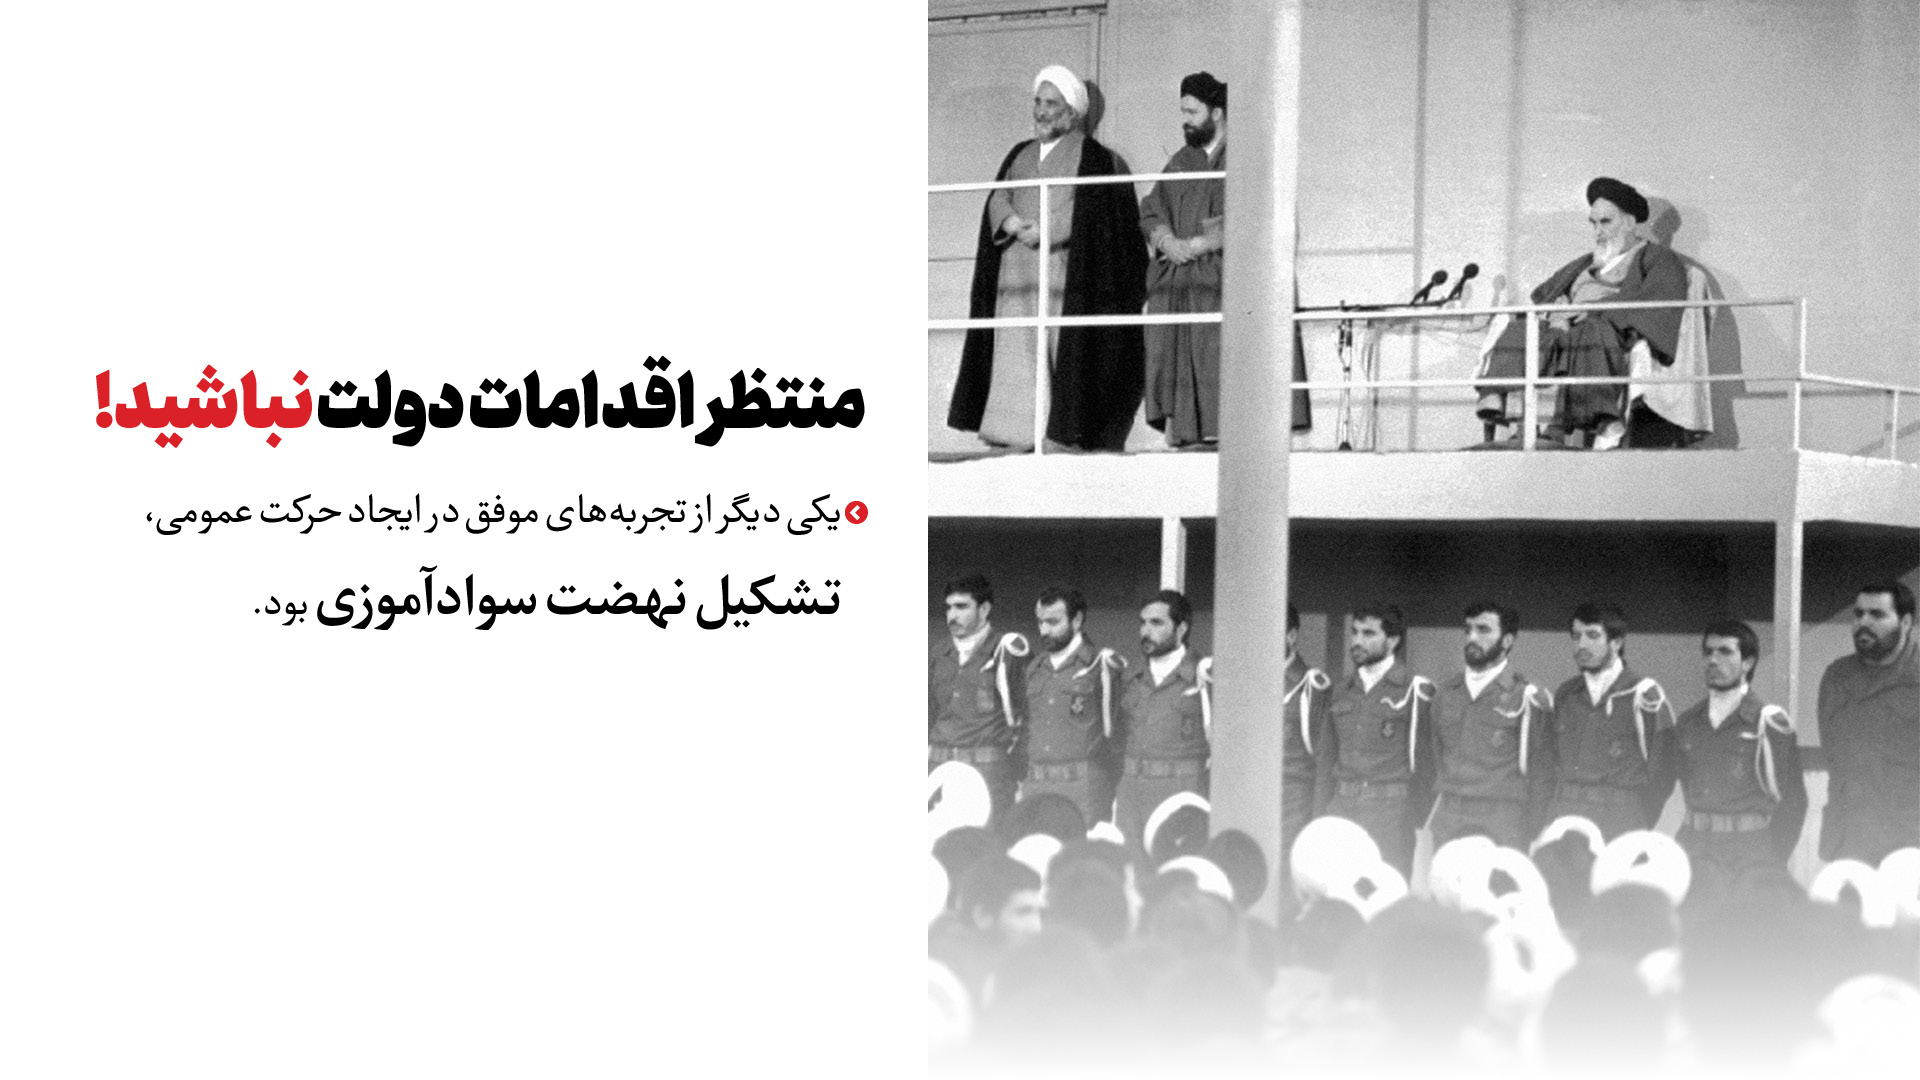 منتظر اقدامات دولت نباشید!
یکی دیگر از تجربه‌های موفق در ایجاد حرکت عمومی،
تشکیل نهضت سوادآموزی بود.